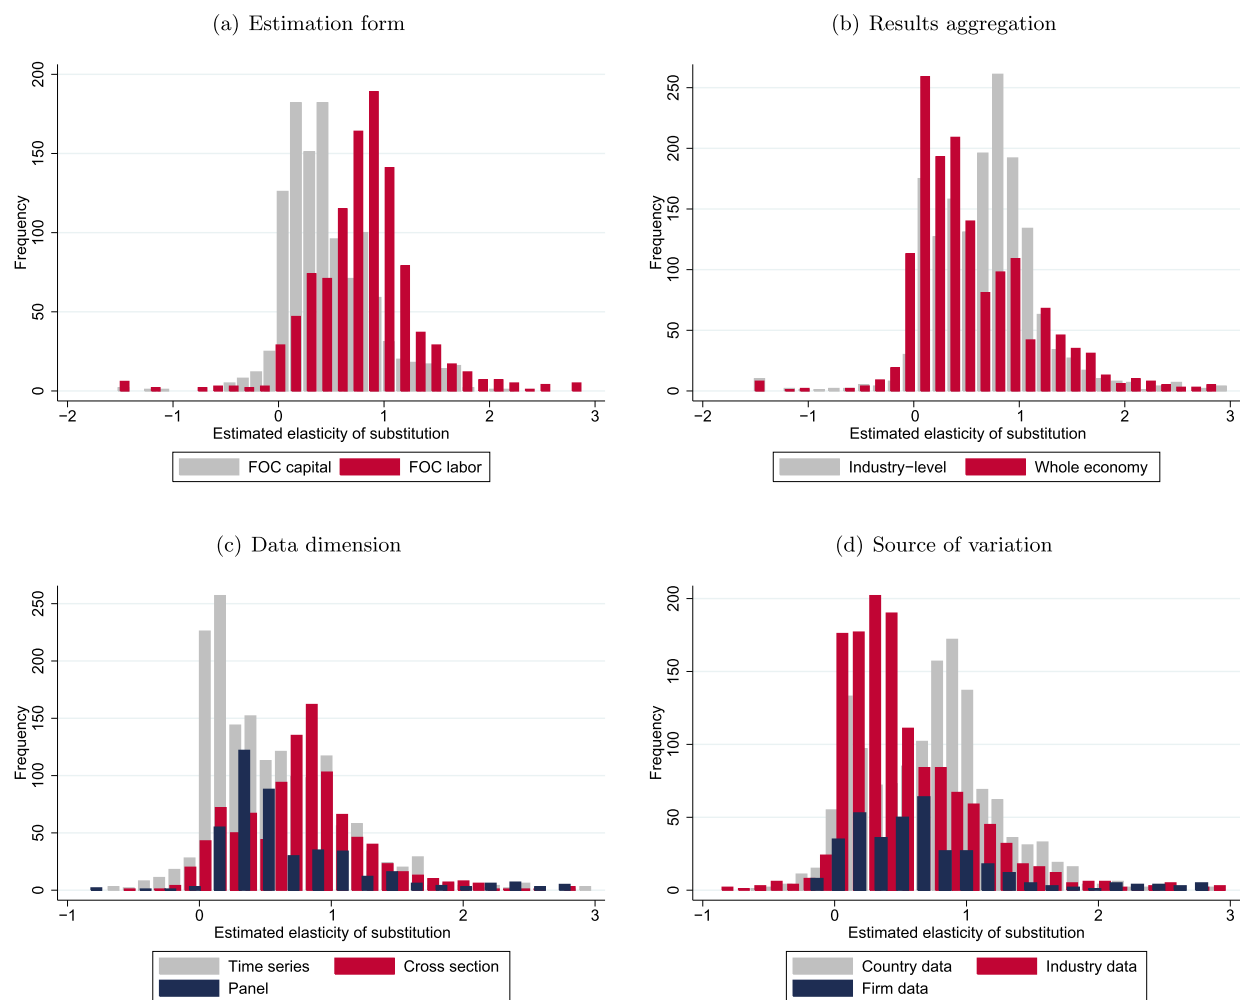 (a) Estimation form
Frequency
200
150
100
50
0
−2 −1 0 1 2 3
Estimated elasticity of substitution
FOC capital FOC labor
(b) Results aggregation
Frequency
250
200
150
100
50
0
−2 −1 0 1 2 3
Estimated elasticity of substitution
Industry−level Whole economy
(c) Data dimension
Frequency
250
200
150
100
50
0
−1 0 1 2 3
Estimated elasticity of substitution
Time series Cross section
Panel
(d) Source of variation
Frequency
200
150
100
50
0
−1 0 1 2 3
Estimated elasticity of substitution
Country data Industry data
Firm data